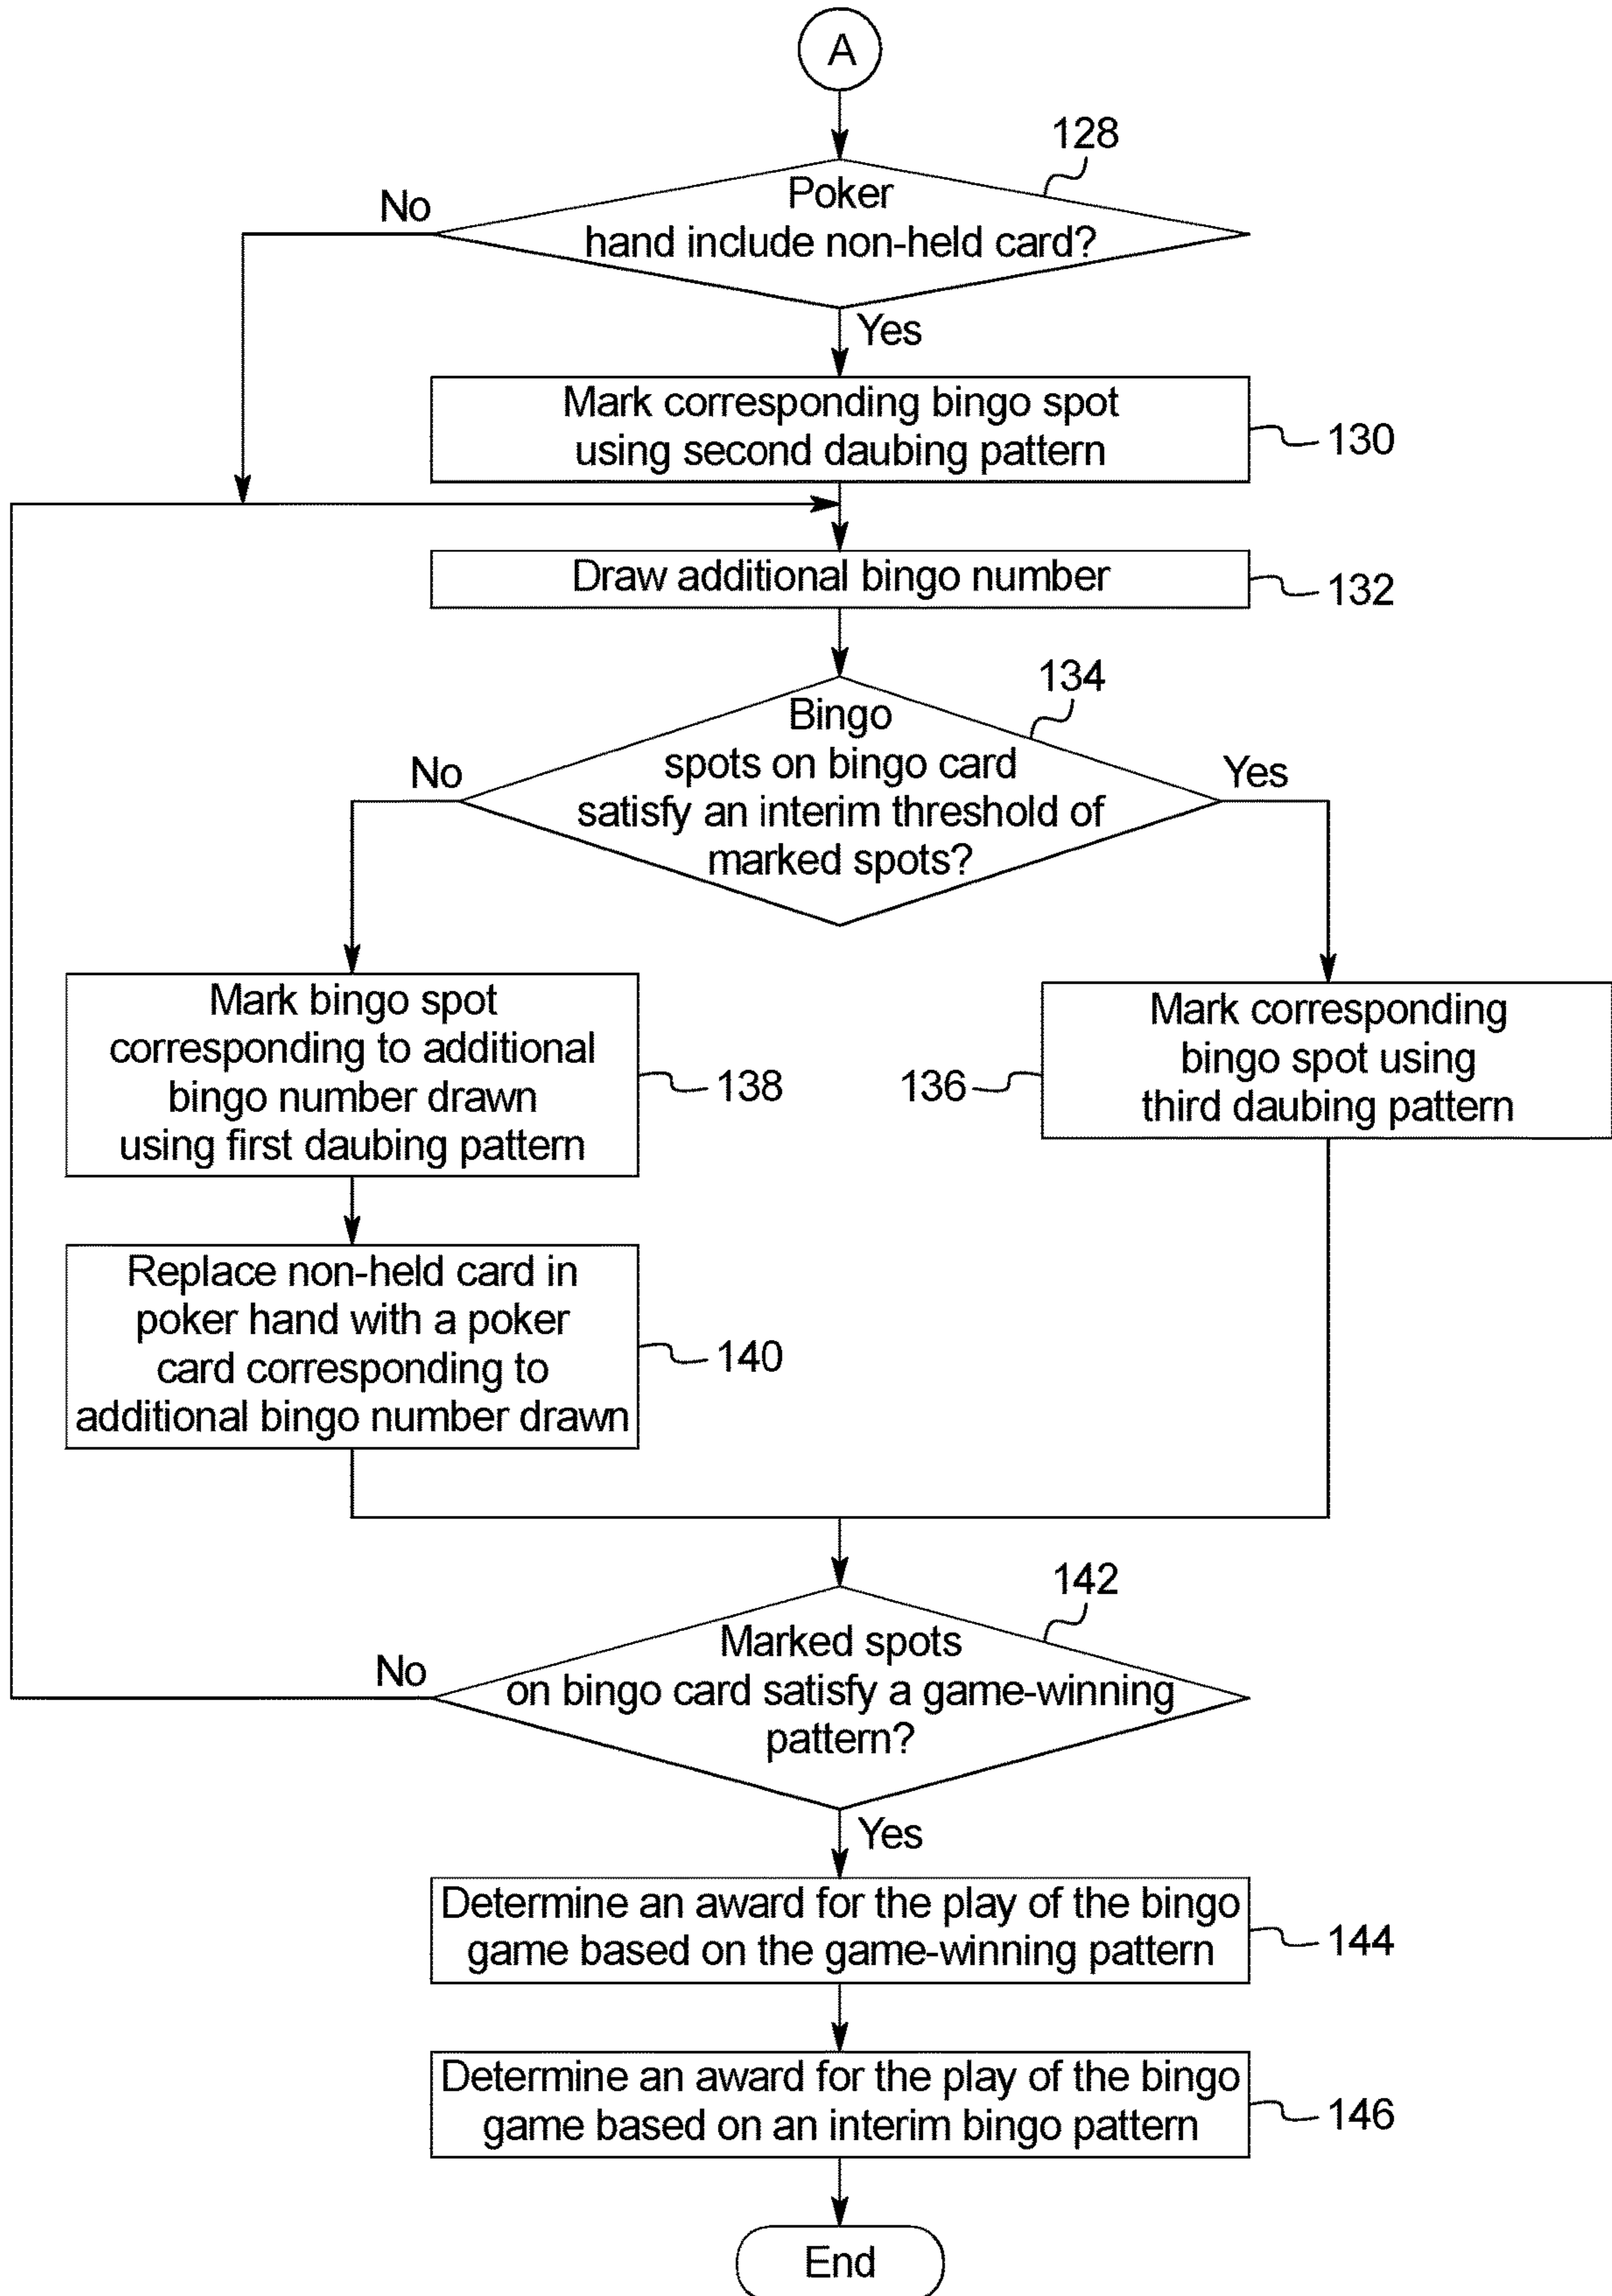 A
128
Poker
hand include non-held card?
No
Yes
Mark corresponding bingo spot
using second daubing pattern
130
Draw additional bingo number
132
134
Bingo
spots on bingo card
satisfy an interim threshold of
marked spots?
No
Yes
Mark bingo spot
corresponding to additional
bingo number drawn
using first daubing pattern
138
136
Mark corresponding
bingo spot using
third daubing pattern
Replace non-held card in
poker hand with a poker
card corresponding to
additional bingo number drawn
140
142
Marked spots
on bingo card satisfy a game-winning
pattern?
No
Yes
Determine an award for the play of the bingo
game based on the game-winning pattern
144
Determine an award for the play of the bingo
game based on an interim bingo pattern
146
End